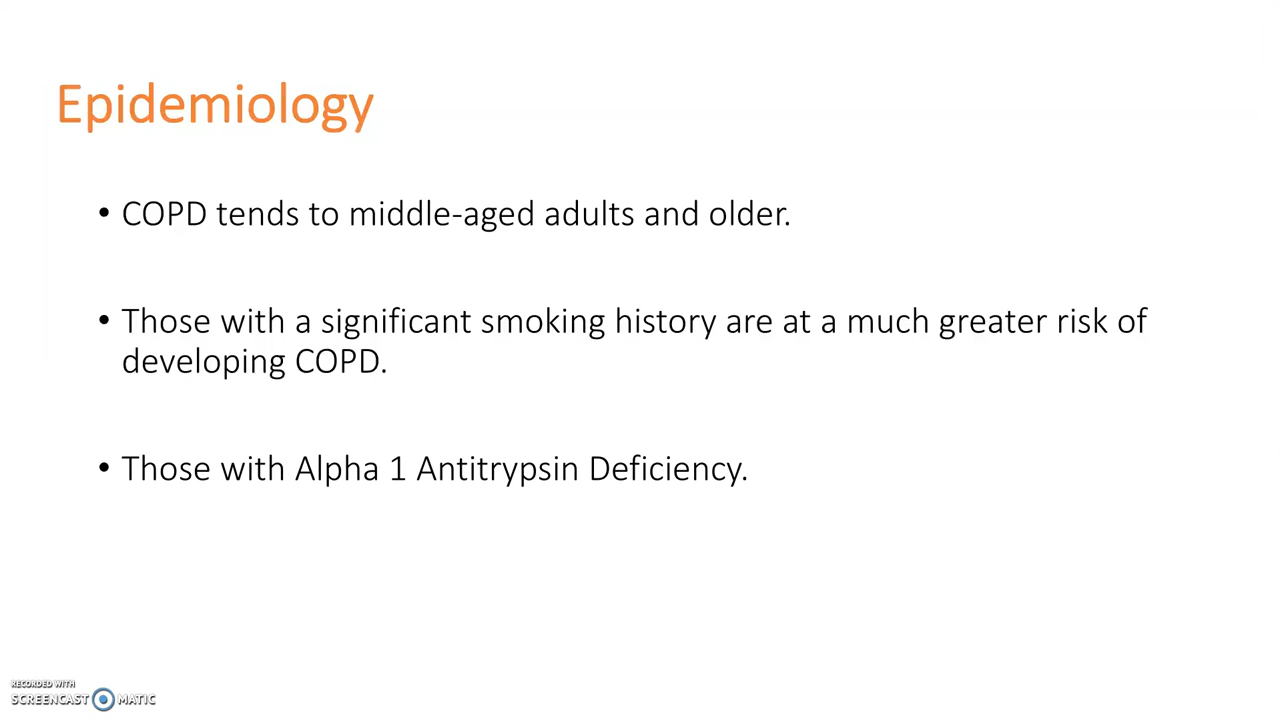 Epidemiology
• COPD tends to middle-aged adults and older.
• Those with a significant smoking history are at a much greater risk of
developing COPD.
• Those with Alpha 1 Antitrypsin Deficiency.
RECORDED WITH
SCREENCAST MATIC